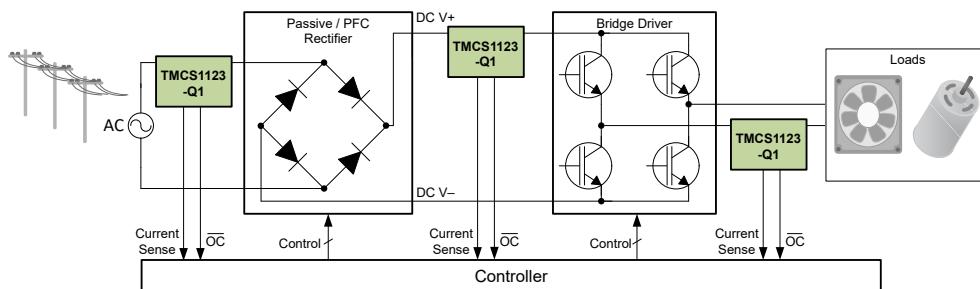 Passive / PFC
Rectifier
DC V+
Bridge Driver
TMCS1123
-Q1
TMCS1123
-Q1
Loads
AC
TMCS1123
-Q1
DC V–
Current
Sense
OC
Control
Current
Sense
OC
Control
Current
Sense
OC
Controller